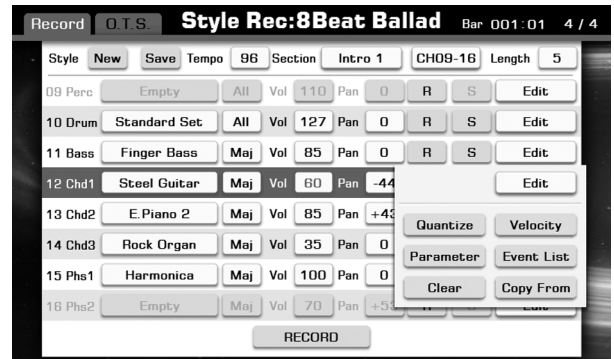 Record O.T.S. Style Rec:8Beat Ballad Bar 001:01 4 / 4
Style New Save Tempo 96 Section Intro 1 CH09-16 Length 5
09 Perc Empty All Vol 110 Pan 0 R S Edit
10 Drum Standard Set All Vol 127 Pan 0 R S Edit
11 Bass Finger Bass Maj Vol 85 Pan 0 R S Edit
12 Chd1 Steel Guitar Maj Vol 60 Pan -44 Edit
13 Chd2 E.Piano 2 Maj Vol 85 Pan +43 Quantize Velocity
14 Chd3 Rock Organ Maj Vol 35 Pan 0 Parameter Event List
15 Phs1 Harmonica Maj Vol 100 Pan 0 Clear Copy From
16 Phs2 Empty Maj Vol 70 Pan
RECORD